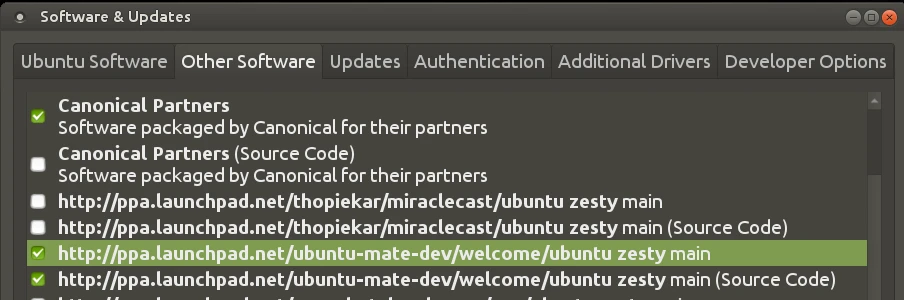 Software & Updates
Ubuntu Software Other Software Updates Authentication Additional Drivers Developer Options
Canonical Partners
Software packaged by Canonical for their partners
Canonical Partners (Source Code)
Software packaged by Canonical for their partners
http://ppa.launchpad.net/thopiekar/miraclecast/ubuntu zesty main
http://ppa.launchpad.net/thopiekar/miraclecast/ubuntu zesty main (Source Code)
http://ppa.launchpad.net/ubuntu-mate-dev/welcome/ubuntu zesty main
http://ppa.launchpad.net/ubuntu-mate-dev/welcome/ubuntu zesty main (Source Code)